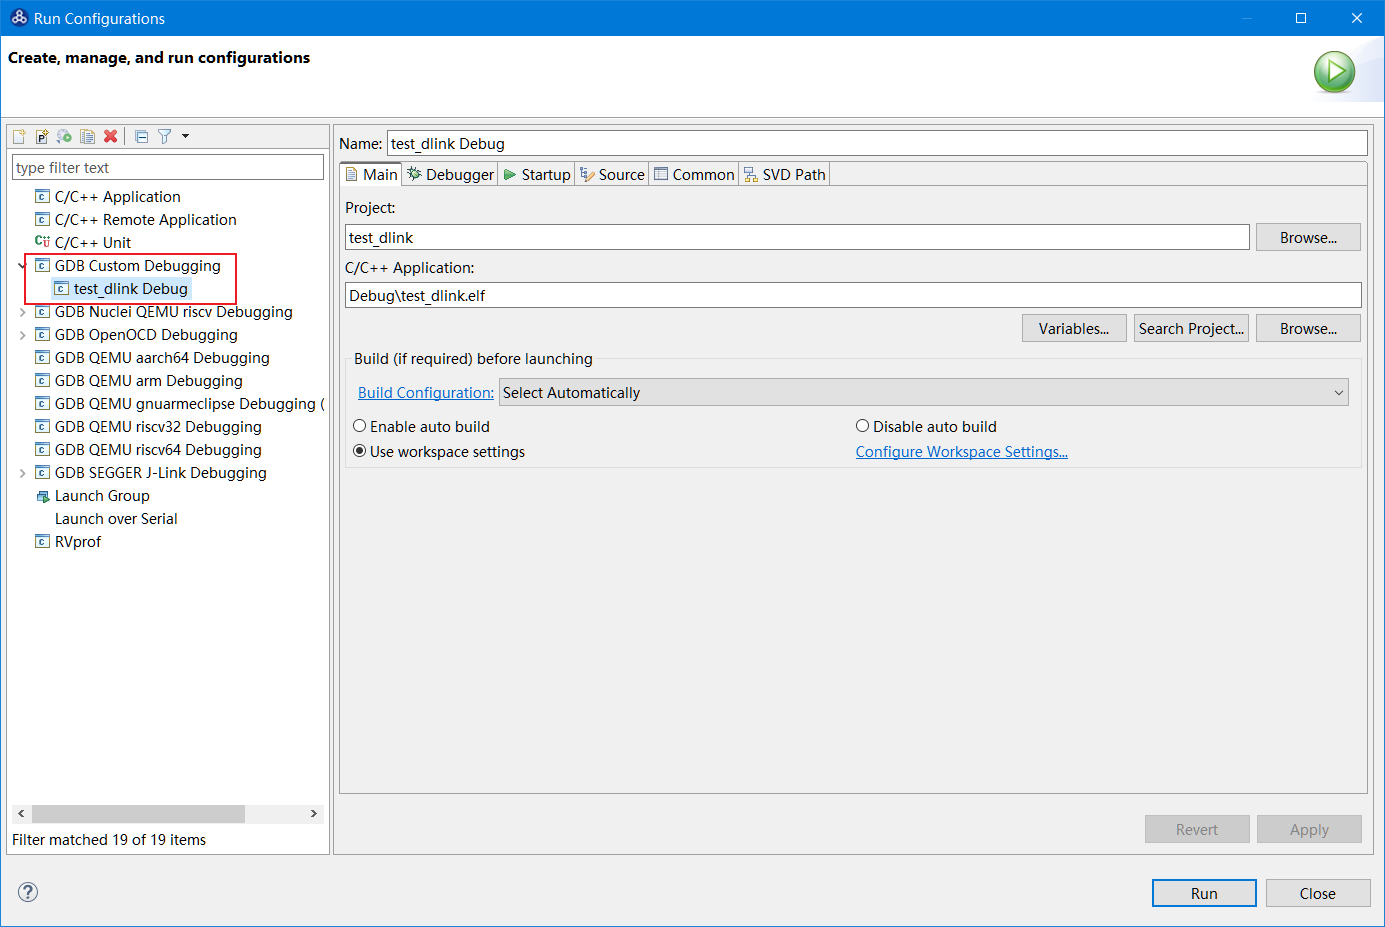 Run Configurations
Create, manage, and run configurations
type filter text
C/C++ Application
C/C++ Remote Application
C/C++ Unit
GDB Custom Debugging
test_dlink Debug
GDB Nuclei QEMU riscv Debugging
GDB OpenOCD Debugging
GDB QEMU aarch64 Debugging
GDB QEMU arm Debugging
GDB QEMU gnuarmeclipse Debugging (
GDB QEMU riscv32 Debugging
GDB QEMU riscv64 Debugging
GDB SEGGER J-Link Debugging
Launch Group
Launch over Serial
RVprof
Filter matched 19 of 19 items
Name: test_dlink Debug
Main Debugger Startup Source Common SVD Path
Project:
test_dlink Browse...
C/C++ Application:
Debug\test_dlink.elf
Variables... Search Project... Browse...
Build (if required) before launching
Build Configuration: Select Automatically
Enable auto build Disable auto build
Use workspace settings Configure Workspace Settings...
Revert Apply
Run Close